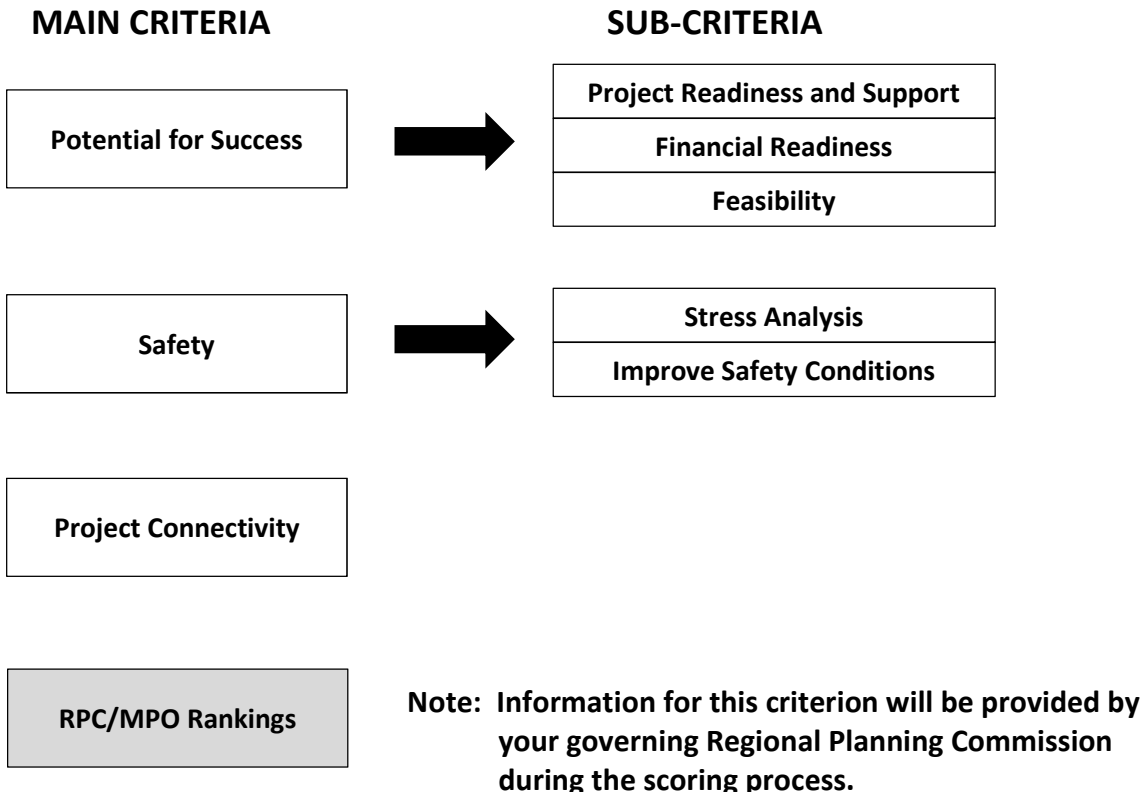 MAIN CRITERIA
SUB-CRITERIA
Potential for Success
Project Readiness and Support
Financial Readiness
Feasibility
Safety
Stress Analysis
Improve Safety Conditions
Project Connectivity
RPC/MPO Rankings
Note: Information for this criterion will be provided by
your governing Regional Planning Commission
during the scoring process.